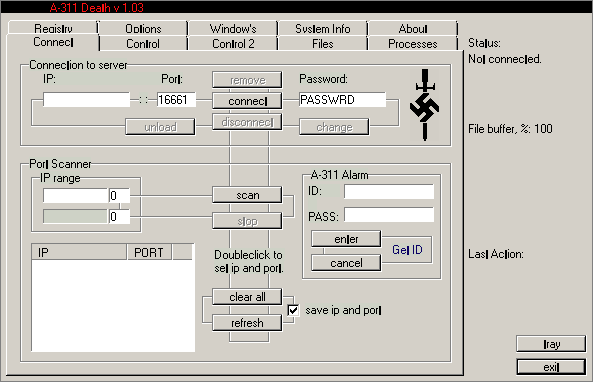 A-311 Death v 1.03
Registry Options Window's System Info About
Connect Control Control 2 Files Processes
Status:
Not connected.
Connection to server
IP: Port: remove Password:
:: 16661 connect PASSWRD
unload disconnect change
File buffer, %: 100
Port Scanner
IP range
A-311 Alarm
0 scan ID:
0 stop PASS:
enter Get ID
cancel
IP PORT
Doubleclick to
set ip and port.
Last Action:
clear all
save ip and port
refresh
tray
exit